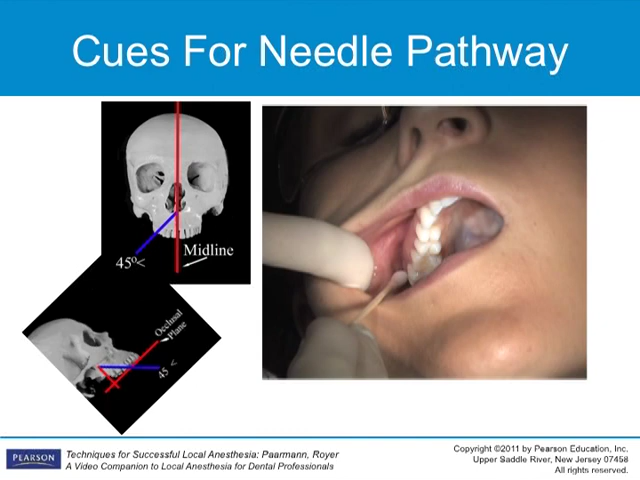 Cues For Needle Pathway
Midline
45º<
Occlusal
Plane
45 <
PEARSON
Techniques for Successful Local Anesthesia: Paarmann, Royer
A Video Companion to Local Anesthesia for Dental Professionals
Copyright ©2011 by Pearson Education, Inc.
Upper Saddle River, New Jersey 07458
All rights reserved.